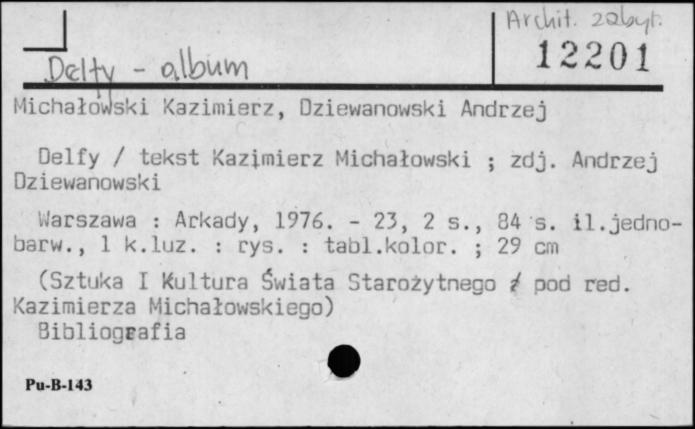 Archit. zabyt.
12201
Delfy - album
Michałowski Kazimierz, Dziewanowski Andrzej
Delfy / tekst Kazimierz Michałowski ; zdj. Andrzej
Dziewanowski
Warszawa : Arkady, 1976. - 23, 2 s., 84 s. il.jedno-
barw., 1 k.luz. : rys. : tabl.kolor. ; 29 cm
(Sztuka I Kultura Świata Starożytnego / pod red.
Kazimierza Michałowskiego)
Bibliografia
Pu-B-143